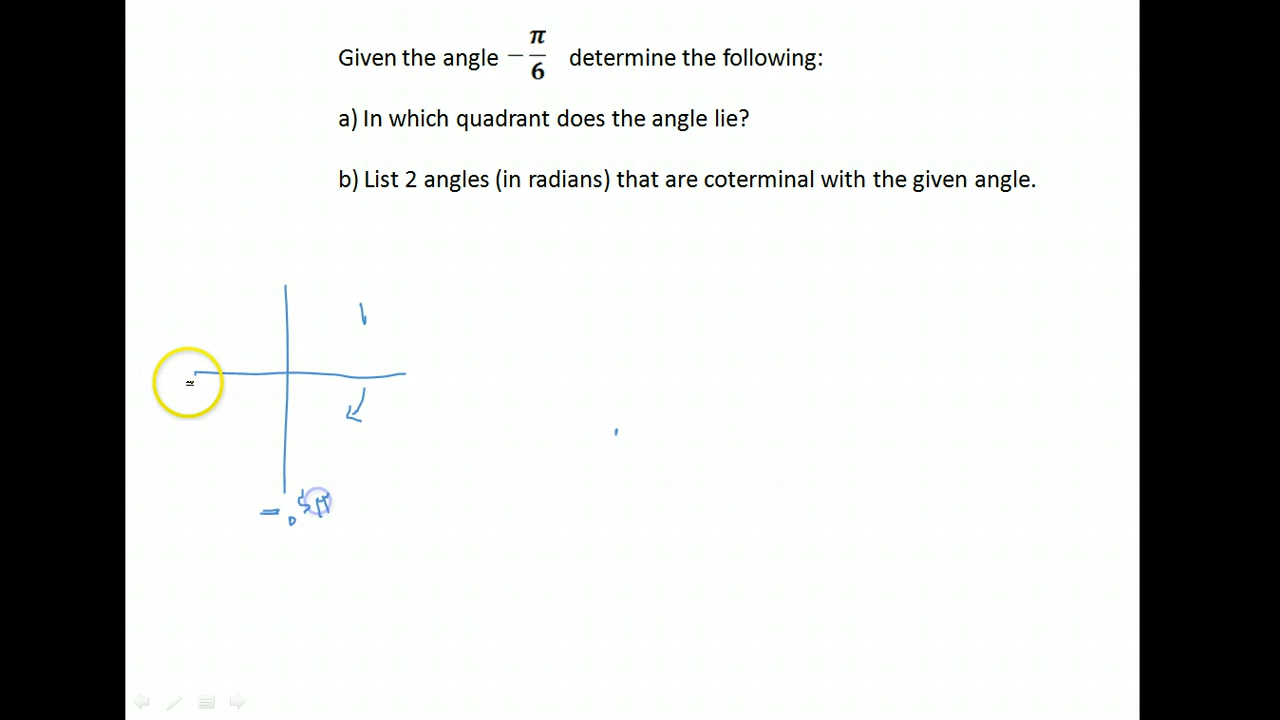 Given the angle −π/6 determine the following:
a) In which quadrant does the angle lie?
b) List 2 angles (in radians) that are coterminal with the given angle.
-.5π